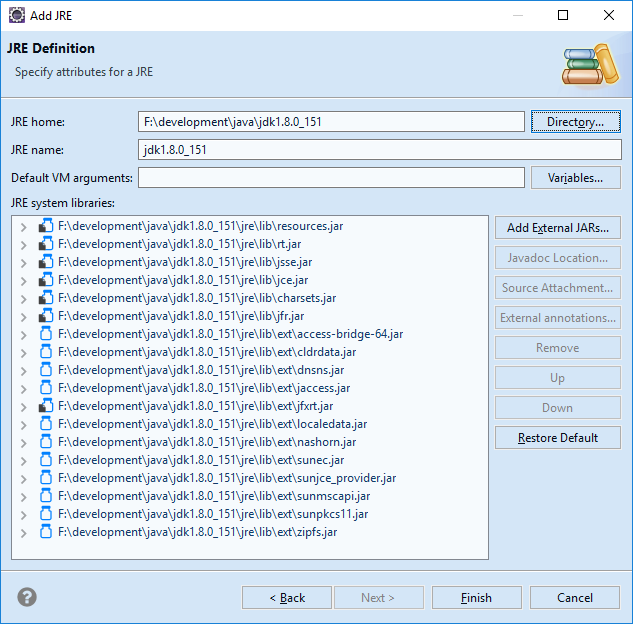 Add JRE
JRE Definition
Specify attributes for a JRE
JRE home: F:\development\java\jdk1.8.0_151 Directory...
JRE name: jdk1.8.0_151
Default VM arguments: Variables...
JRE system libraries:
F:\development\java\jdk1.8.0_151\jre\lib\resources.jar
F:\development\java\jdk1.8.0_151\jre\lib\rt.jar
F:\development\java\jdk1.8.0_151\jre\lib\jsse.jar
F:\development\java\jdk1.8.0_151\jre\lib\jce.jar
F:\development\java\jdk1.8.0_151\jre\lib\charsets.jar
F:\development\java\jdk1.8.0_151\jre\lib\jfr.jar
F:\development\java\jdk1.8.0_151\jre\lib\ext\access-bridge-64.jar
F:\development\java\jdk1.8.0_151\jre\lib\ext\cldrdata.jar
F:\development\java\jdk1.8.0_151\jre\lib\ext\dnsns.jar
F:\development\java\jdk1.8.0_151\jre\lib\ext\jaccess.jar
F:\development\java\jdk1.8.0_151\jre\lib\ext\jfxrt.jar
F:\development\java\jdk1.8.0_151\jre\lib\ext\localedata.jar
F:\development\java\jdk1.8.0_151\jre\lib\ext\nashorn.jar
F:\development\java\jdk1.8.0_151\jre\lib\ext\sunec.jar
F:\development\java\jdk1.8.0_151\jre\lib\ext\sunjce_provider.jar
F:\development\java\jdk1.8.0_151\jre\lib\ext\sunmscapi.jar
F:\development\java\jdk1.8.0_151\jre\lib\ext\sunpkcs11.jar
F:\development\java\jdk1.8.0_151\jre\lib\ext\zipfs.jar
Add External JARs...
Javadoc Location...
Source Attachment...
External annotations...
Remove
Up
Down
Restore Default
? < Back Next > Finish Cancel